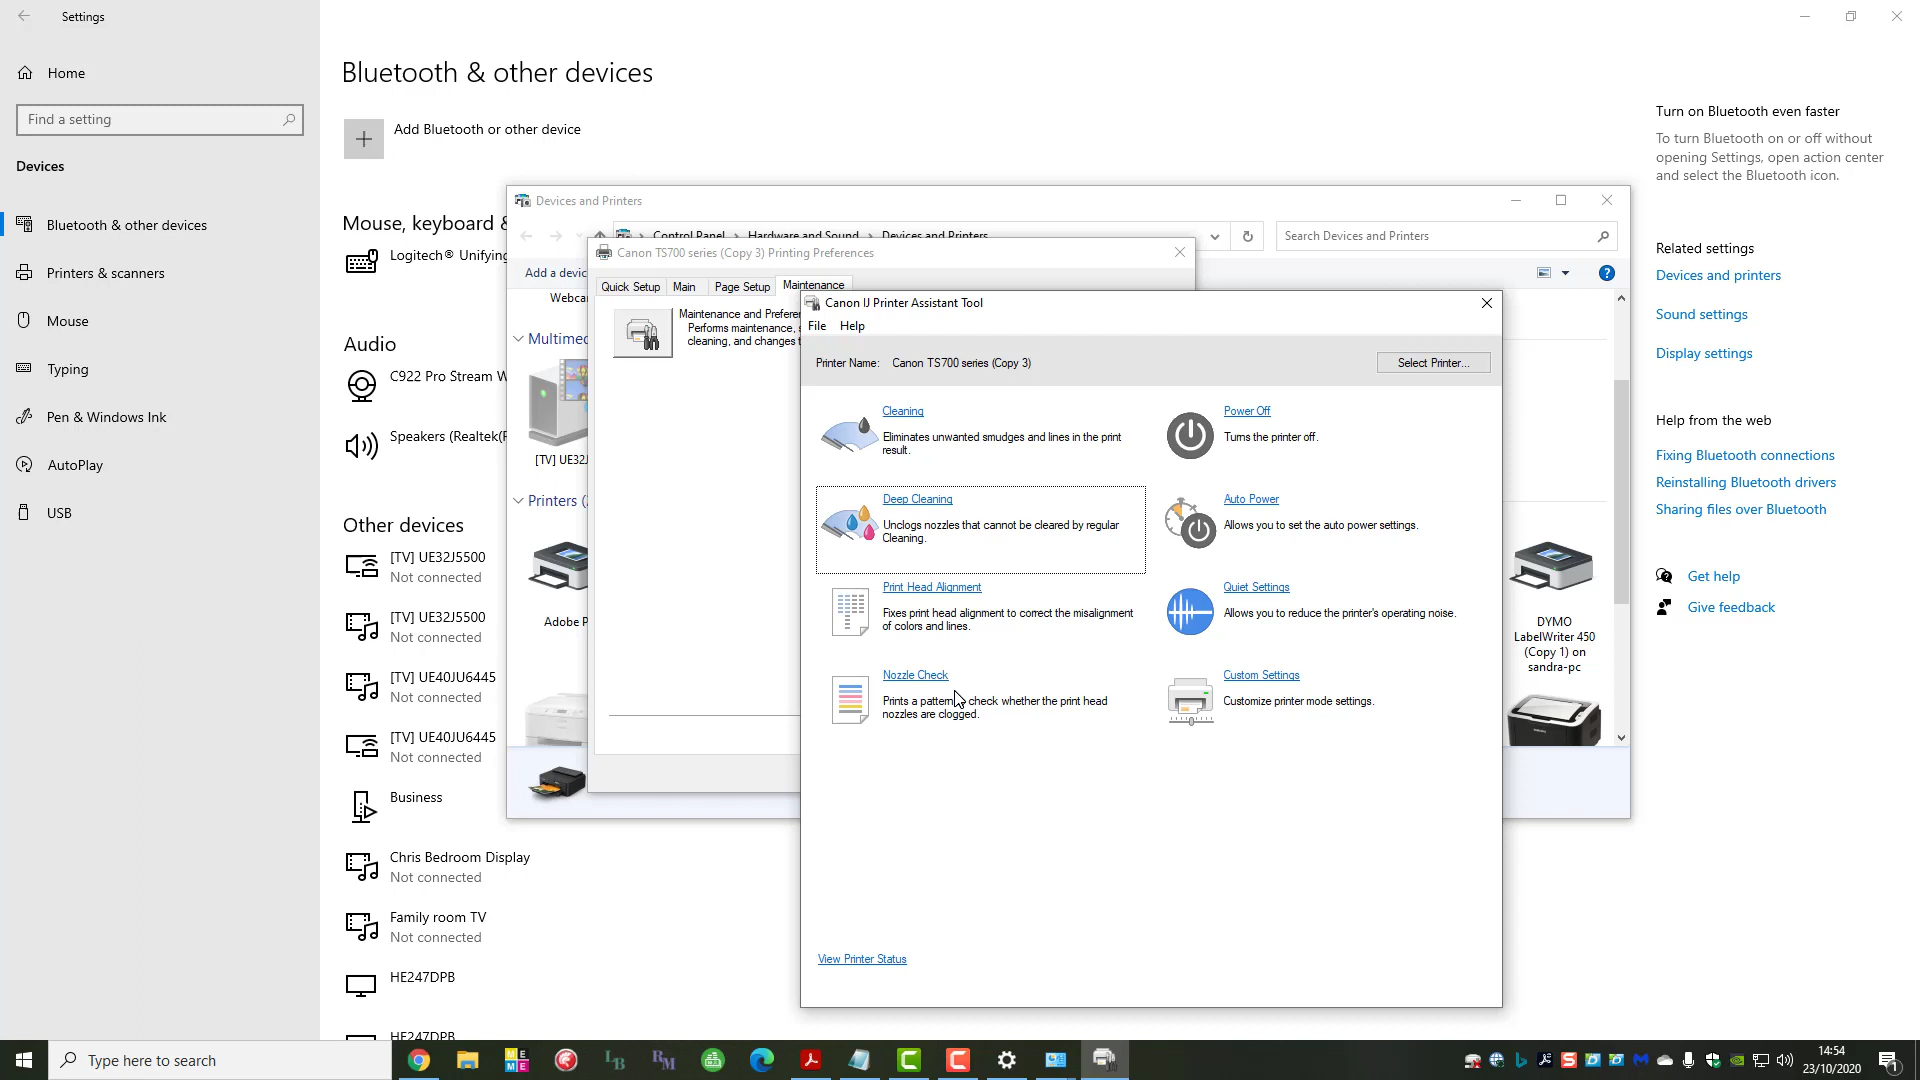 Settings
Home
Find a setting
Devices
Bluetooth & other devices
Printers & scanners
Mouse
Typing
Pen & Windows Ink
AutoPlay
USB
Bluetooth & other devices
Add Bluetooth or other device
Mouse, keyboard &
Logitech® Unifying
Audio
C922 Pro Stream W
Speakers (Realtek(R
Other devices
[TV] UE32J5500
Not connected
[TV] UE32J5500
Not connected
[TV] UE40JU6445
Not connected
[TV] UE40JU6445
Not connected
Business
Chris Bedroom Display
Not connected
Family room TV
Not connected
HE247DPB
HE247DPB
Devices and Printers
Control Panel
Hardware and Sound
Devices and Printers
Search Devices and Printers
Add a devic
Webca
Multimed
[TV] UE32J
Printers (
Adobe P
DYMO
LabelWriter 450
(Copy 1) on
sandra-pc
Canon TS700 series (Copy 3) Printing Preferences
Quick Setup
Main
Page Setup
Maintenance
Maintenance and Prefere
Performs maintenance, s
cleaning, and changes t
Canon IJ Printer Assistant Tool
File
Help
Printer Name: Canon TS700 series (Copy 3)
Select Printer...
Cleaning
Eliminates unwanted smudges and lines in the print
result.
Deep Cleaning
Unclogs nozzles that cannot be cleared by regular
Cleaning.
Print Head Alignment
Fixes print head alignment to correct the misalignment
of colors and lines.
Nozzle Check
Prints a pattern check whether the print head
nozzles are clogged.
Power Off
Turns the printer off.
Auto Power
Allows you to set the auto power settings.
Quiet Settings
Allows you to reduce the printer's operating noise.
Custom Settings
Customize printer mode settings.
View Printer Status
Turn on Bluetooth even faster
To turn Bluetooth on or off without
opening Settings, open action center
and select the Bluetooth icon.
Related settings
Devices and printers
Sound settings
Display settings
Help from the web
Fixing Bluetooth connections
Reinstalling Bluetooth drivers
Sharing files over Bluetooth
Get help
Give feedback
Type here to search
14:54
23/10/2020